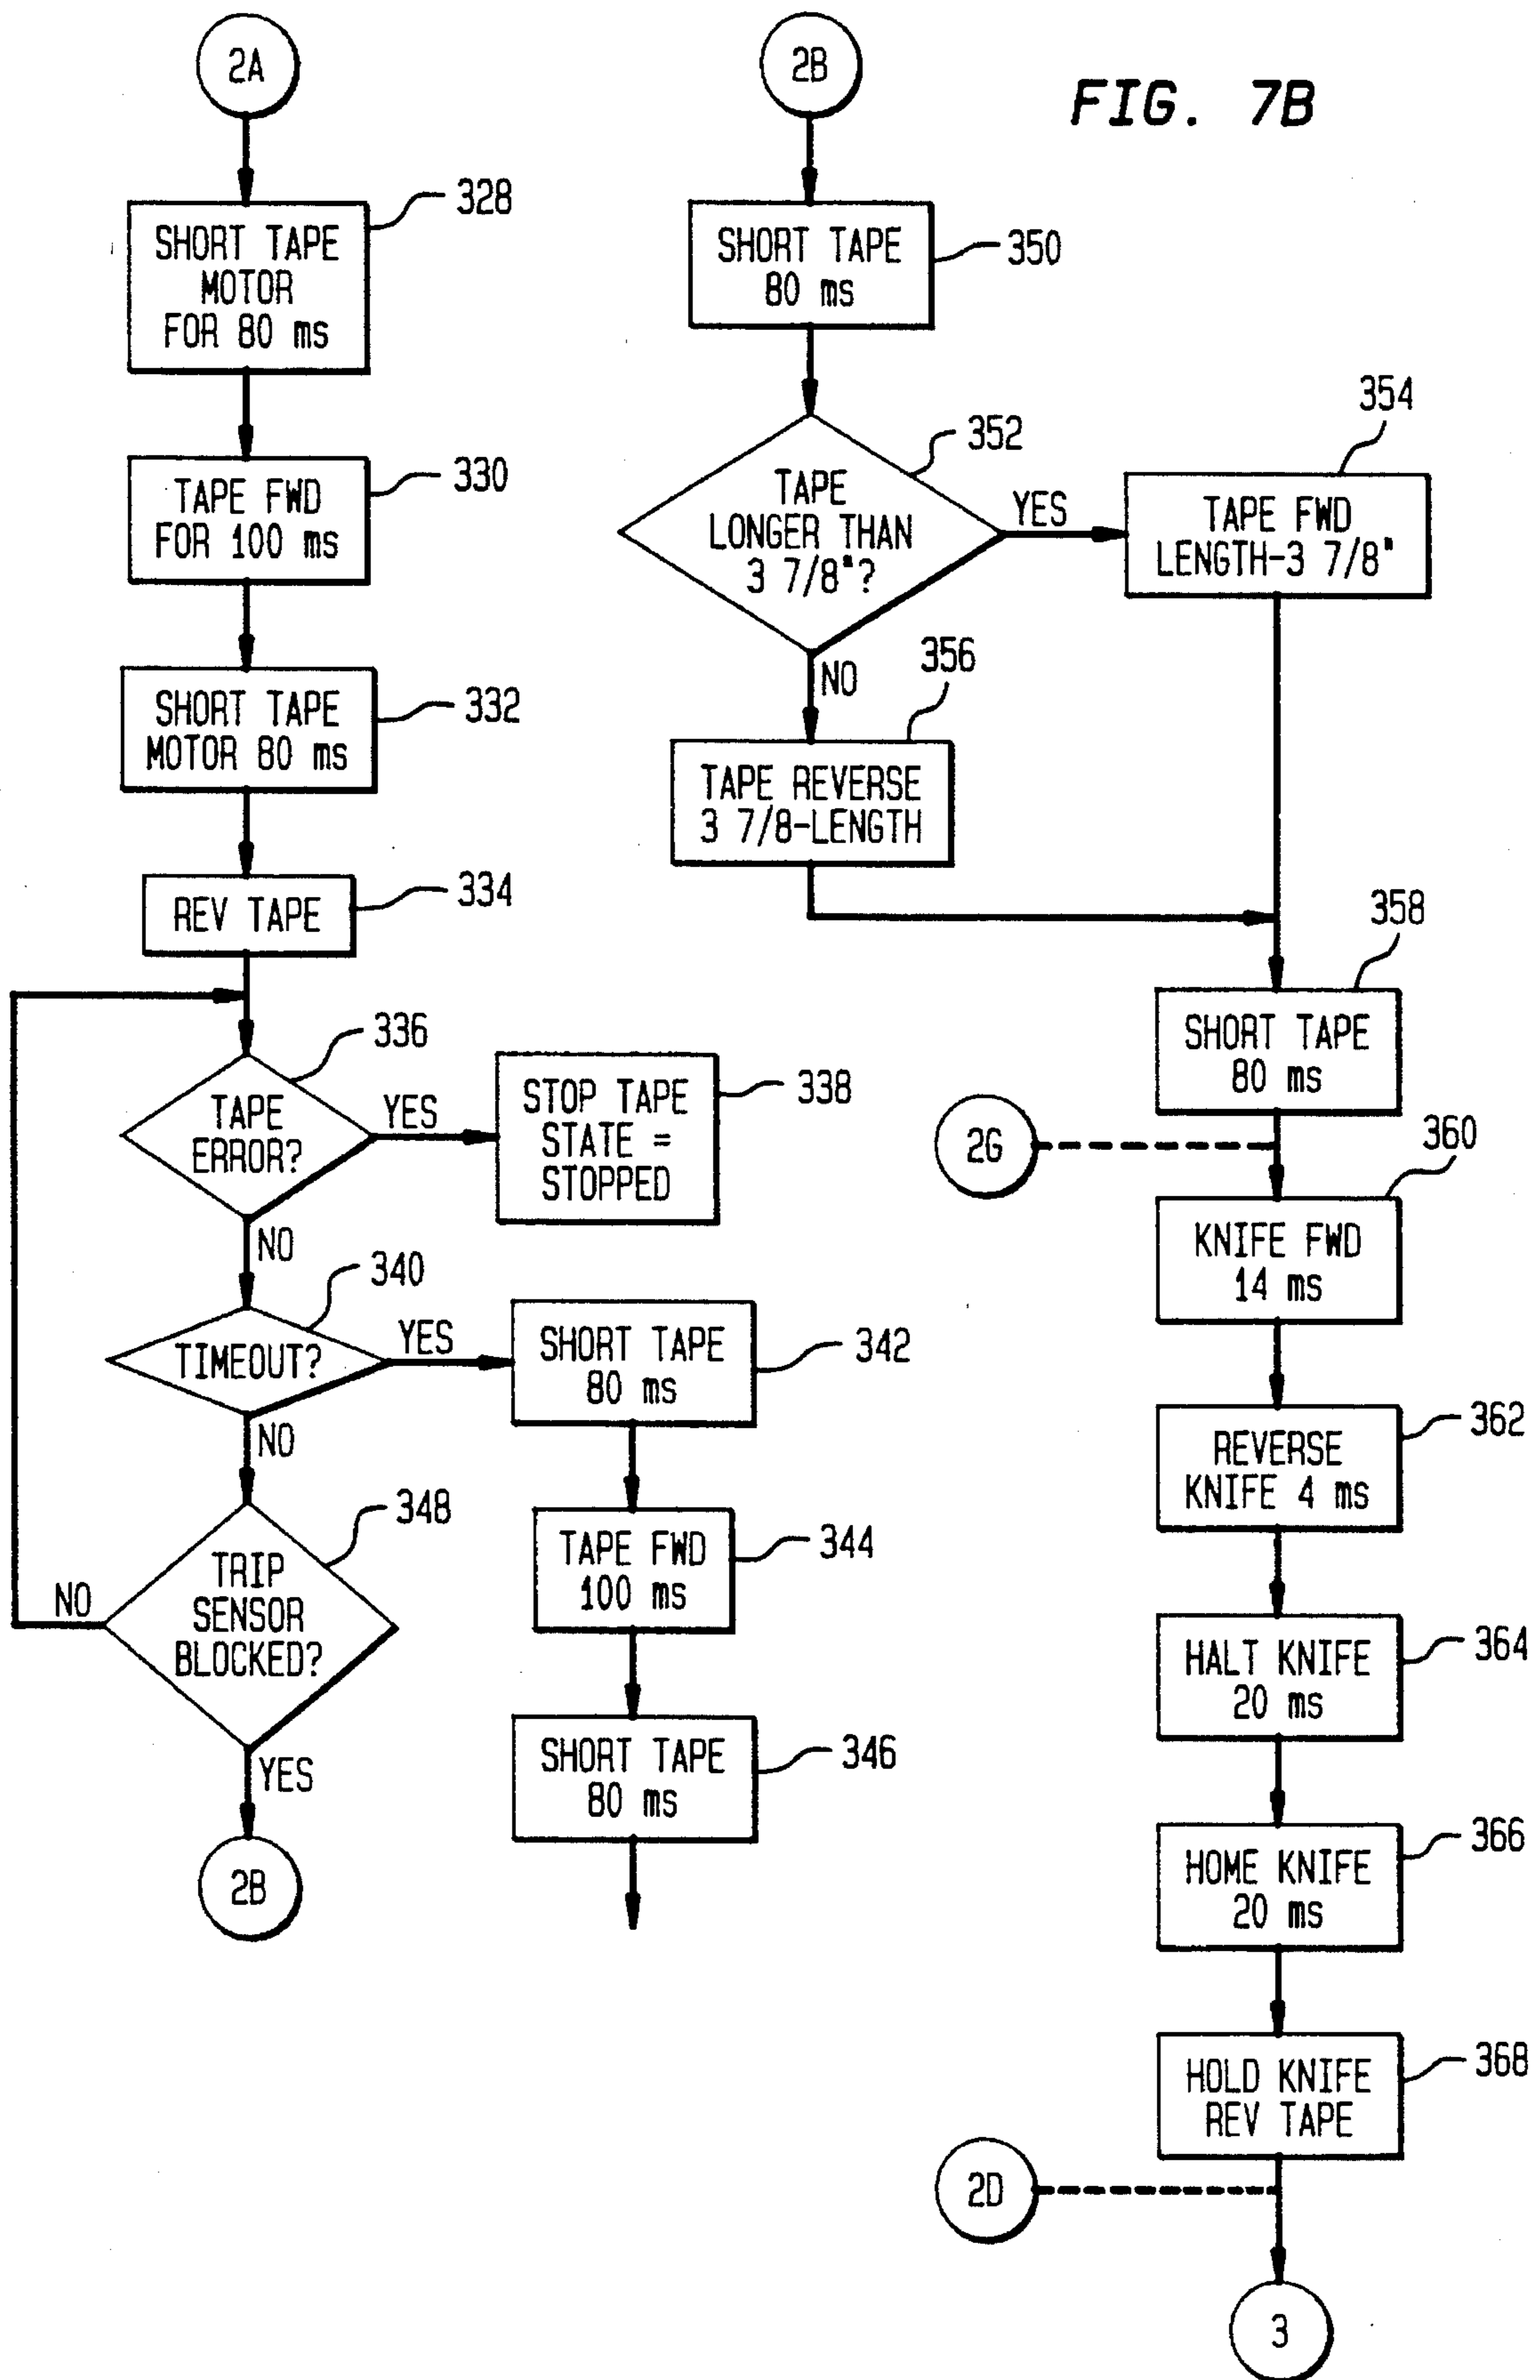 FIG. 7B
2A
SHORT TAPE
MOTOR
FOR 80 ms
328
TAPE FWD
FOR 100 ms
330
SHORT TAPE
MOTOR 80 ms
332
REV TAPE
334
TAPE
ERROR?
336
YES
STOP TAPE
STATE =
STOPPED
338
NO
TIMEOUT?
340
YES
SHORT TAPE
80 ms
342
TAPE FWD
100 ms
344
SHORT TAPE
80 ms
346
NO
TRIP
SENSOR
BLOCKED?
348
NO
YES
2B
2B
SHORT TAPE
80 ms
350
TAPE
LONGER THAN
3 7/8"?
352
YES
TAPE FWD
LENGTH-3 7/8"
354
NO
TAPE REVERSE
3 7/8-LENGTH
356
SHORT TAPE
80 ms
358
2G
KNIFE FWD
14 ms
360
REVERSE
KNIFE 4 ms
362
HALT KNIFE
20 ms
364
HOME KNIFE
20 ms
366
HOLD KNIFE
REV TAPE
368
2D
3